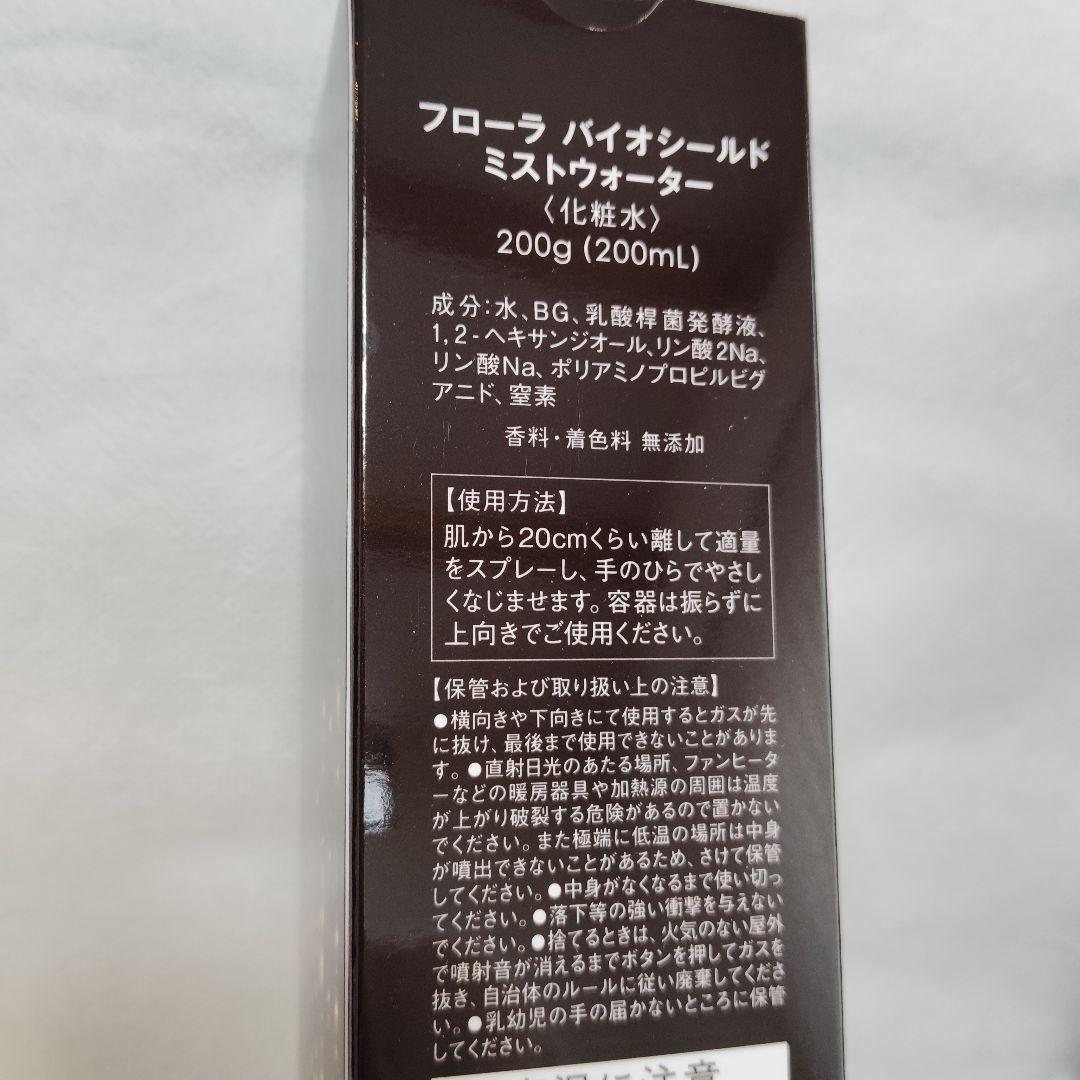 フローラ バイオシールド
ミストウォーター
〈化粧水〉
200g (200mL)
成分:水、BG、乳酸桿菌発酵液、
1,2-ヘキサンジオール、リン酸2Na、
リン酸Na、ポリアミノプロピルビグ
アニド、窒素
香料・着色料 無添加
【使用方法】
肌から20cmくらい離して適量
をスプレーし、手のひらでやさし
くなじませます。容器は振らずに
上向きでご使用ください。
【保管および取り扱い上の注意】
●横向きや下向きにて使用するとガスが先
に抜け、最後まで使用できないことがありま
す。●直射日光のあたる場所、ファンヒータ
ーなどの暖房器具や加熱源の周囲は温度
が上がり破裂する危険があるので置かない
でください。また極端に低温の場所は中身
が噴出できないことがあるため、さけて保管
してください。●中身がなくなるまで使い切っ
てください。●落下等の強い衝撃を与えない
でください。●捨てるときは、火気のない屋外
で噴射音が消えるまでボタンを押してガスを
抜き、自治体のルールに従い廃棄してくださ
い。●乳幼児の手の届かないところに保管
してください。
温に注意